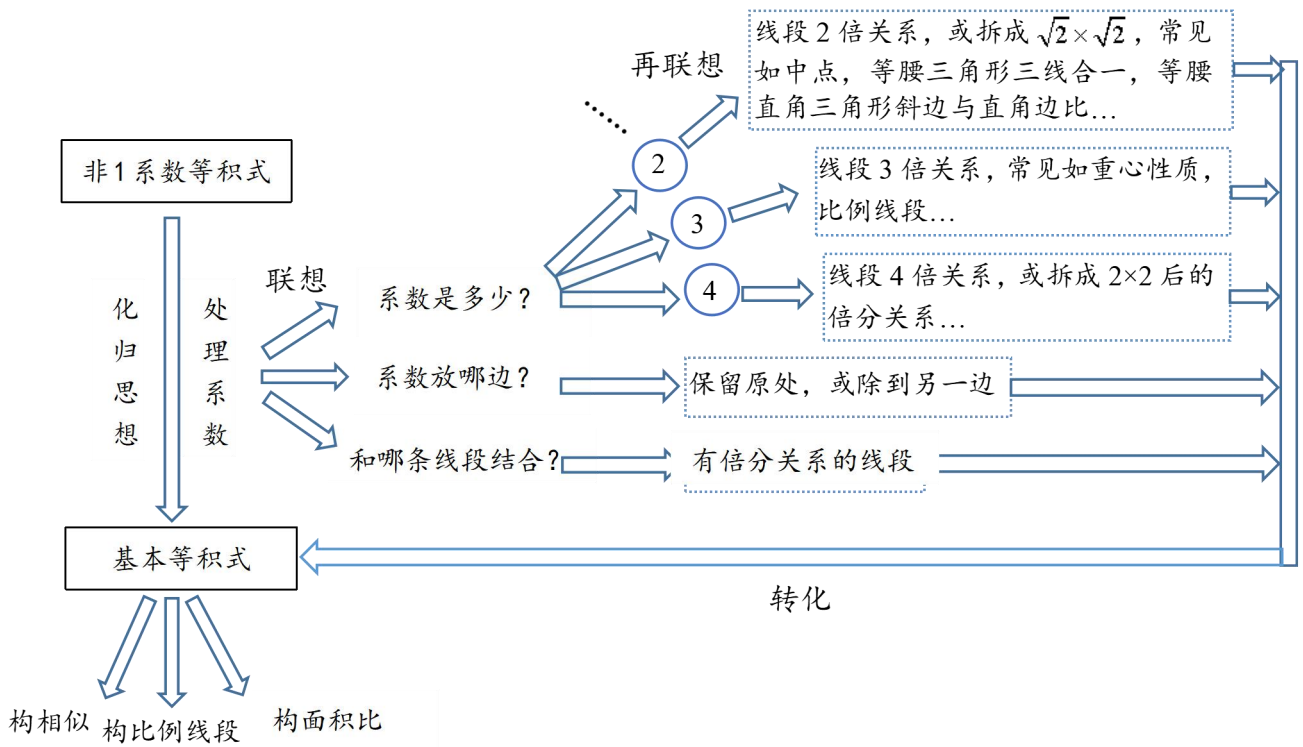 线段2倍关系，或拆成√2×√2，常见
如中点，等腰三角形三线合一，等腰
直角三角形斜边与直角边比…
再联想
……
2
非1系数等积式
线段3倍关系，常见如重心性质，
比例线段…
3
联想
系数是多少？
4
线段4倍关系，或拆成2×2后的
倍分关系…
化归思想
处理系数
系数放哪边？
保留原处，或除到另一边
和哪条线段结合？
有倍分关系的线段
基本等积式
转化
构相似
构比例线段
构面积比